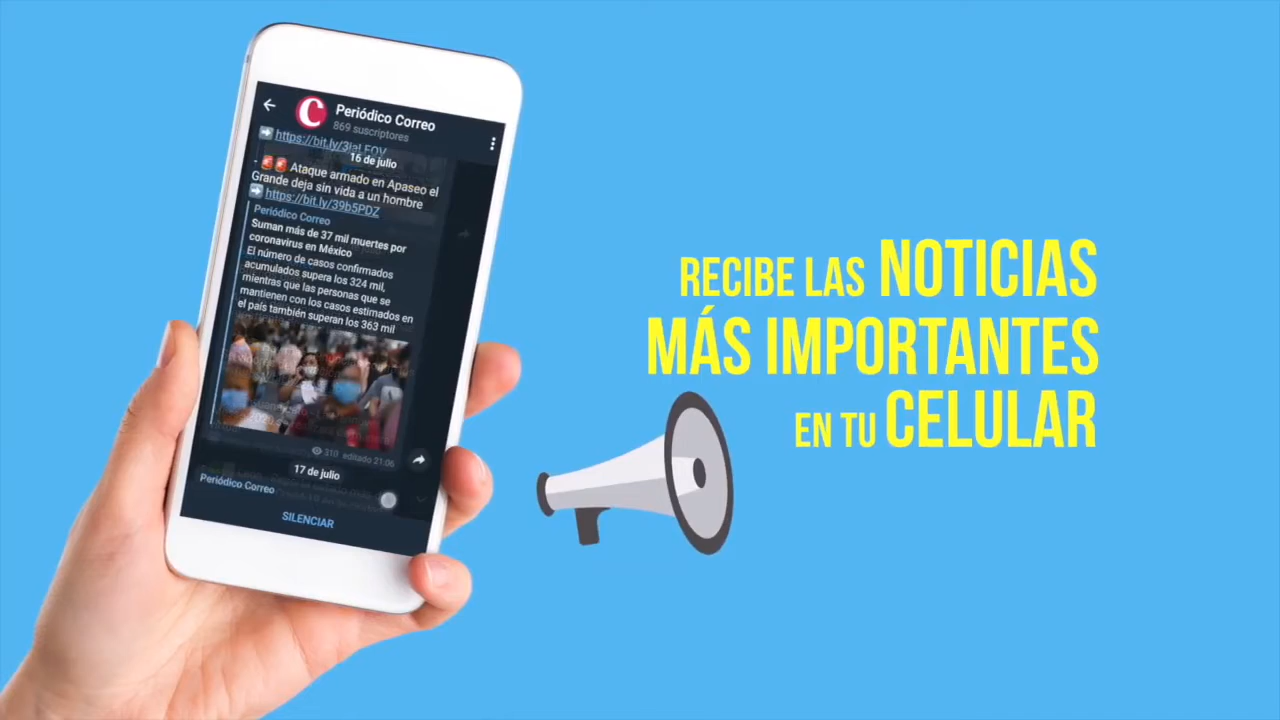 C
Periódico Correo
869 suscriptores
16 de julio
Ataque armado en Apaseo el
Grande deja sin vida a un hombre
https://bit.ly/39b5PDZ
Periódico Correo
Suman más de 37 mil muertes por
coronavirus en México
El número de casos confirmados
acumulados supera los 324 mil,
mientras que las personas que se
mantienen con los casos estimados en
el país también superan los 363 mil
310 editado 21:06
17 de julio
Periódico Correo
SILENCIAR
RECIBE LAS NOTICIAS
MÁS IMPORTANTES
EN TU CELULAR